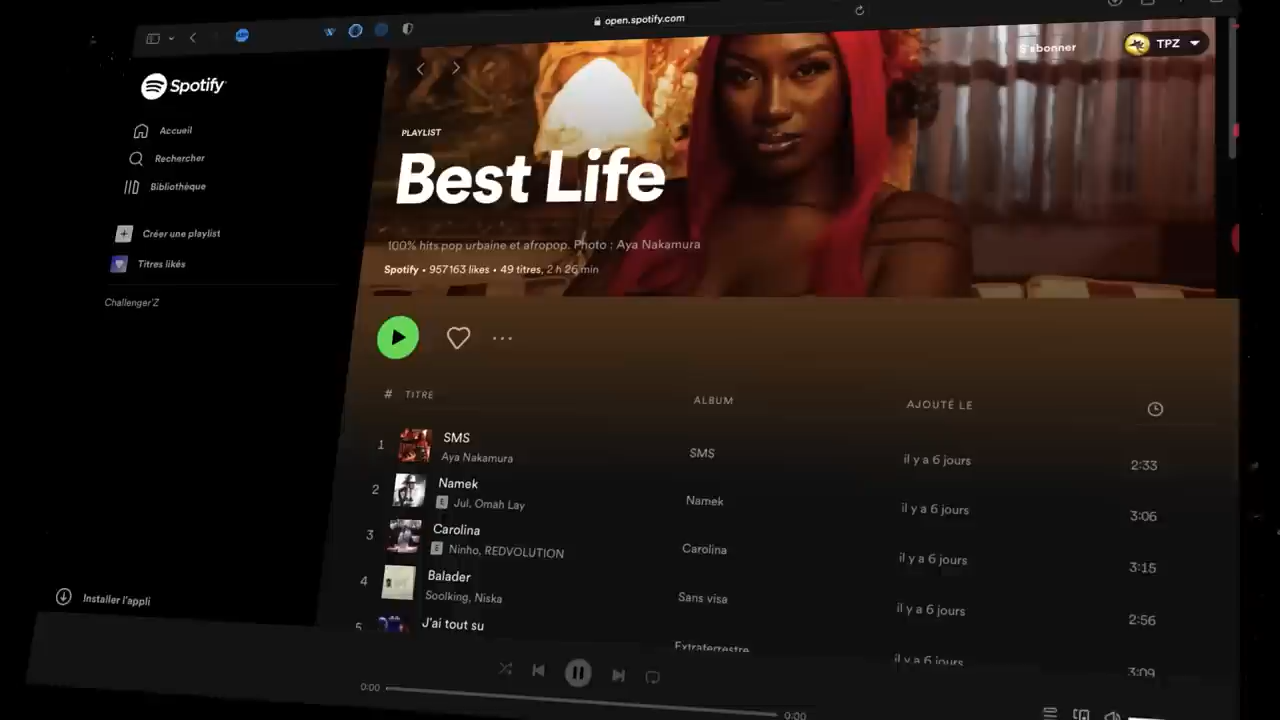 open.spotify.com
Spotify
Accueil
Rechercher
Bibliothèque
Créer une playlist
Titres likés
Challenger'Z
Installer l'appli
S'abonner
TPZ
PLAYLIST
Best Life
100% hits pop urbaine et afropop. Photo : Aya Nakamura
Spotify • 957163 likes • 49 titres, 2 h 26 min
# TITRE ALBUM AJOUTÉ LE
1 SMS SMS il y a 6 jours 2:33
Aya Nakamura
2 Namek Namek il y a 6 jours 3:06
E Jul, Omah Lay
3 Carolina Carolina il y a 6 jours 3:15
E Ninho, REDVOLUTION
4 Balader Sans visa il y a 6 jours 2:56
Soolking, Niska
5 J'ai tout su Extraterrestre il y a 6 jours 3:09
0:00 0:00